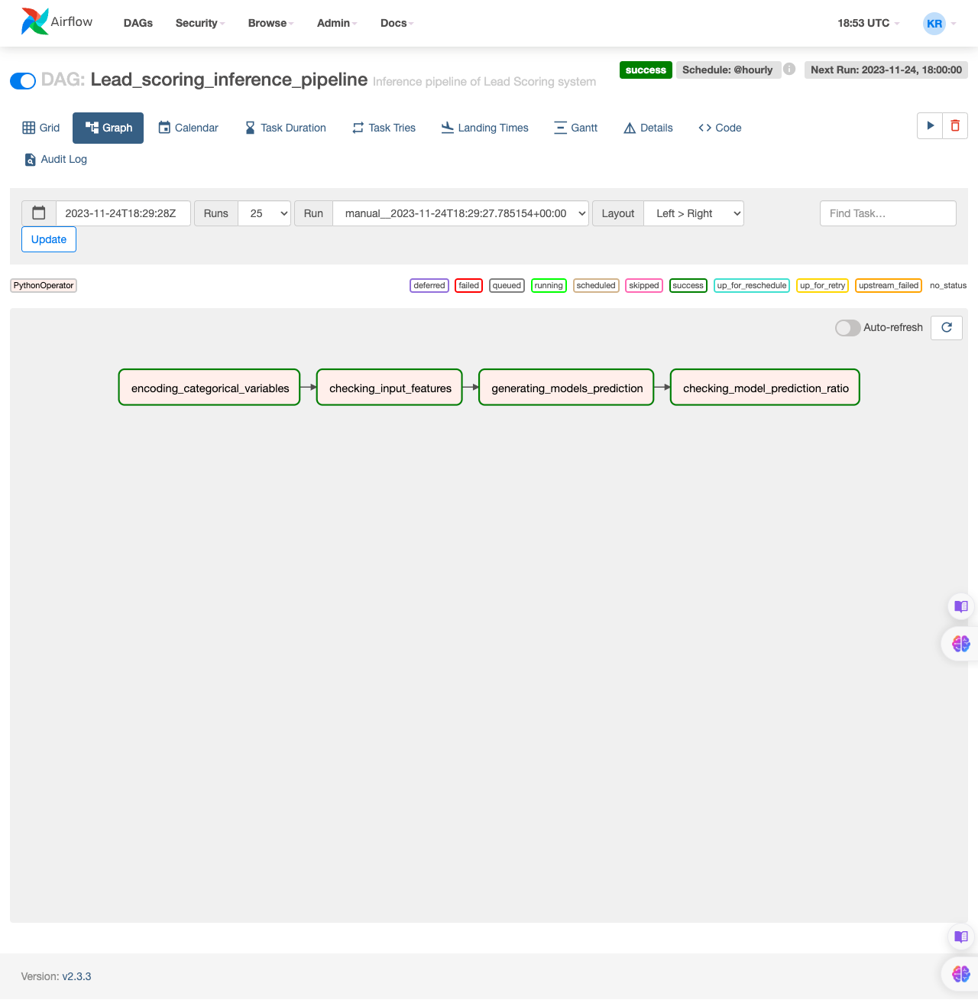 Airflow DAGs Security Browse Admin Docs 18:53 UTC KR
DAG: Lead_scoring_inference_pipeline Inference pipeline of Lead Scoring system success Schedule: @hourly i Next Run: 2023-11-24, 18:00:00
Grid Graph Calendar Task Duration Task Tries Landing Times Gantt Details Code
Audit Log
2023-11-24T18:29:28Z Runs 25 Run manual__2023-11-24T18:29:27.785154+00:00 Layout Left > Right Find Task...
Update
PythonOperator deferred failed queued running scheduled skipped success up_for_reschedule up_for_retry upstream_failed no_status
Auto-refresh
encoding_categorical_variables checking_input_features generating_models_prediction checking_model_prediction_ratio
Version: v2.3.3